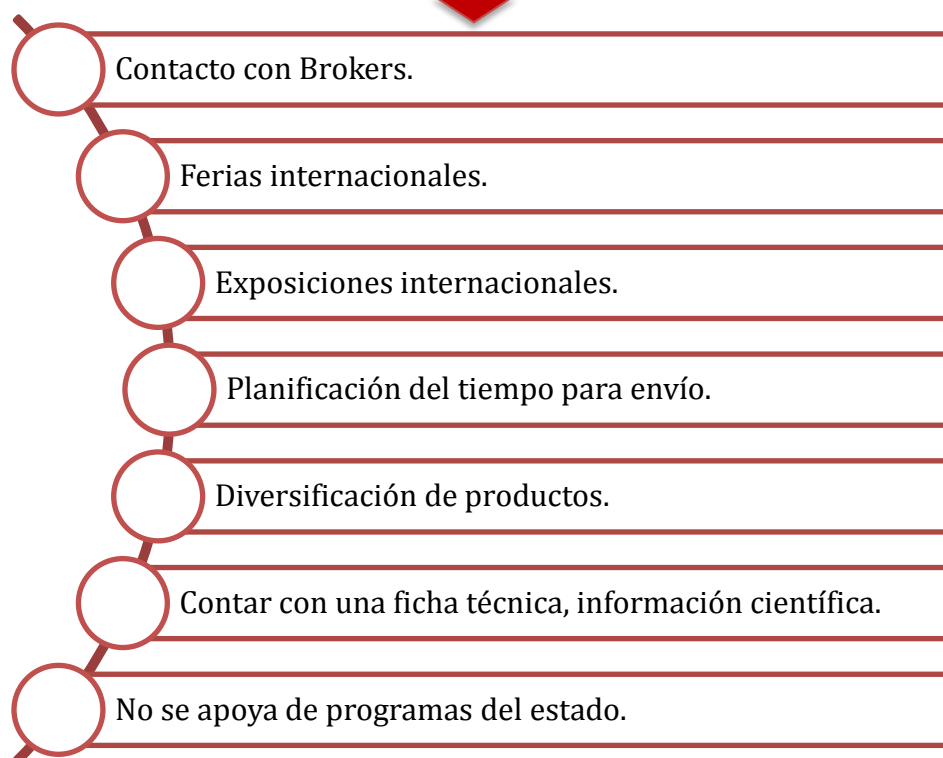 Contacto con Brokers.
Ferias internacionales.
Exposiciones internacionales.
Planificación del tiempo para envío.
Diversificación de productos.
Contar con una ficha técnica, información científica.
No se apoya de programas del estado.